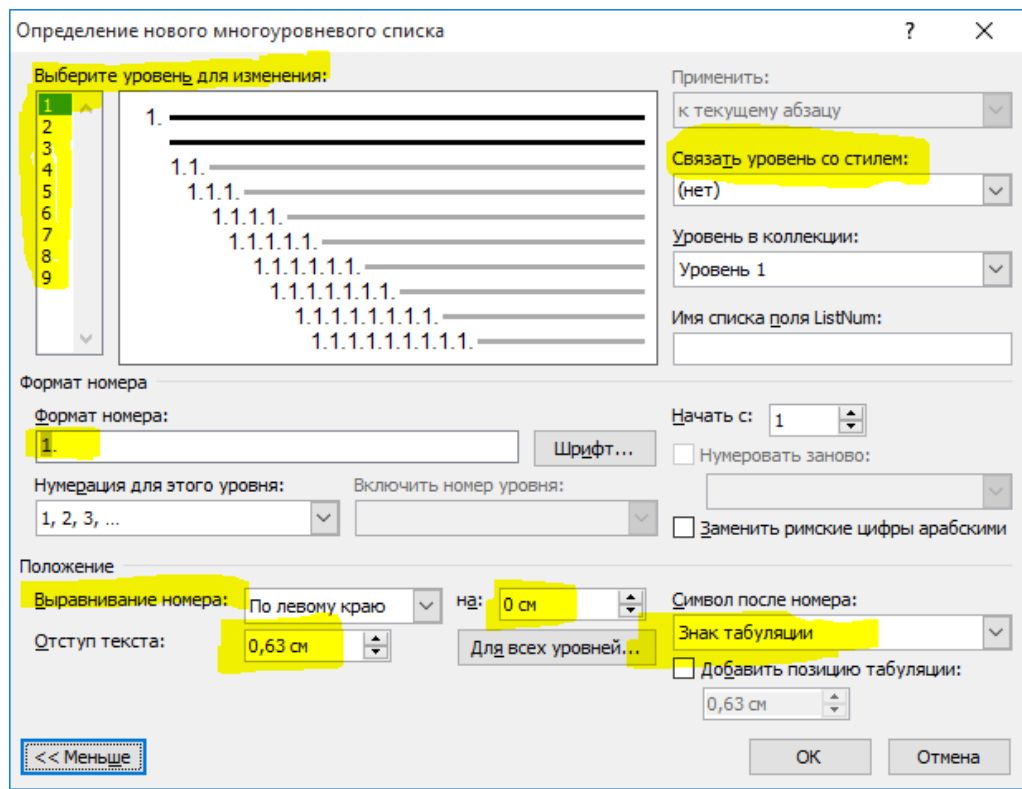 Определение нового многоуровневого списка
? ×
Выберите уровень для изменения:
1
2
3
4
5
6
7
8
9
1.
1.1.
1.1.1.
1.1.1.1.
1.1.1.1.1.
1.1.1.1.1.1.
1.1.1.1.1.1.1.
1.1.1.1.1.1.1.1.
1.1.1.1.1.1.1.1.1.
Применить:
к текущему абзацу
Связать уровень со стилем:
(нет)
Уровень в коллекции:
Уровень 1
Имя списка поля ListNum:
Формат номера
Формат номера:
1.
Шрифт...
Нумерация для этого уровня:
1, 2, 3, ...
Включить номер уровня:
Начать с: 1
Нумеровать заново:
Заменить римские цифры арабскими
Положение
Выравнивание номера: По левому краю на: 0 см
Отступ текста: 0,63 см Для всех уровней...
Символ после номера:
Знак табуляции
Добавить позицию табуляции:
0,63 см
<< Меньше
ОК
Отмена